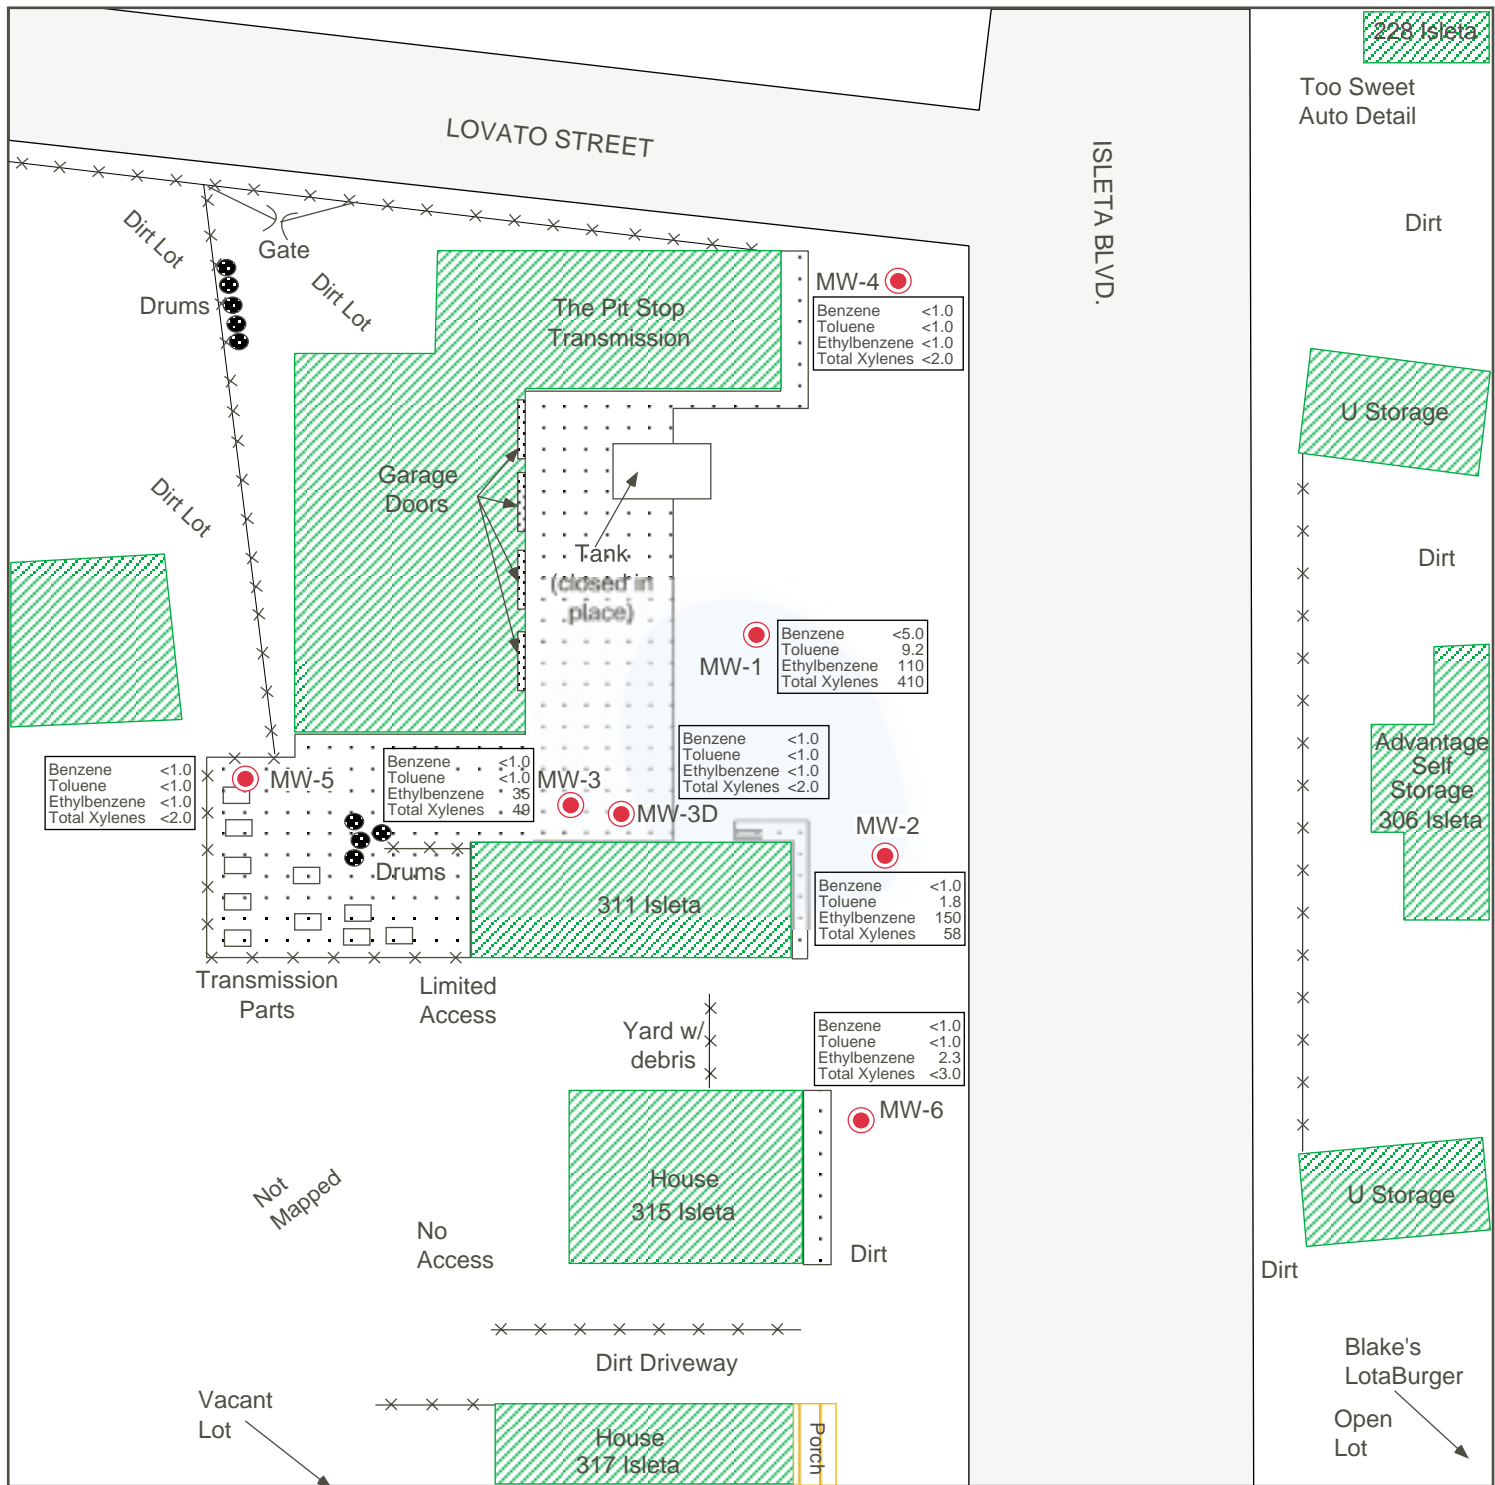 228 Isleta
Too Sweet
Auto Detail
LOVATO STREET
ISLETA BLVD.
Dirt
Dirt Lot
Gate
Dirt Lot
Drums
The Pit Stop
Transmission
MW-4
Benzene <1.0
Toluene <1.0
Ethylbenzene <1.0
Total Xylenes <2.0
U Storage
Garage
Doors
Dirt Lot
Tank
(closed in
place)
Dirt
MW-1
Benzene <5.0
Toluene 9.2
Ethylbenzene 110
Total Xylenes 410
Benzene <1.0
Toluene <1.0
Ethylbenzene <1.0
Total Xylenes <2.0
MW-5
Benzene <1.0
Toluene <1.0
Ethylbenzene 35
Total Xylenes 49
MW-3
Benzene <1.0
Toluene <1.0
Ethylbenzene <1.0
Total Xylenes <2.0
MW-3D
Advantage
Self
Storage
306 Isleta
MW-2
Benzene <1.0
Toluene 1.8
Ethylbenzene 150
Total Xylenes 58
Drums
311 Isleta
Transmission
Parts
Limited
Access
Yard w/
debris
Benzene <1.0
Toluene <1.0
Ethylbenzene 2.3
Total Xylenes <3.0
MW-6
House
315 Isleta
Not
Mapped
No
Access
Dirt
U Storage
Dirt
Dirt Driveway
Blake's
LotaBurger
Open
Lot
Vacant
Lot
House
317 Isleta
Porch